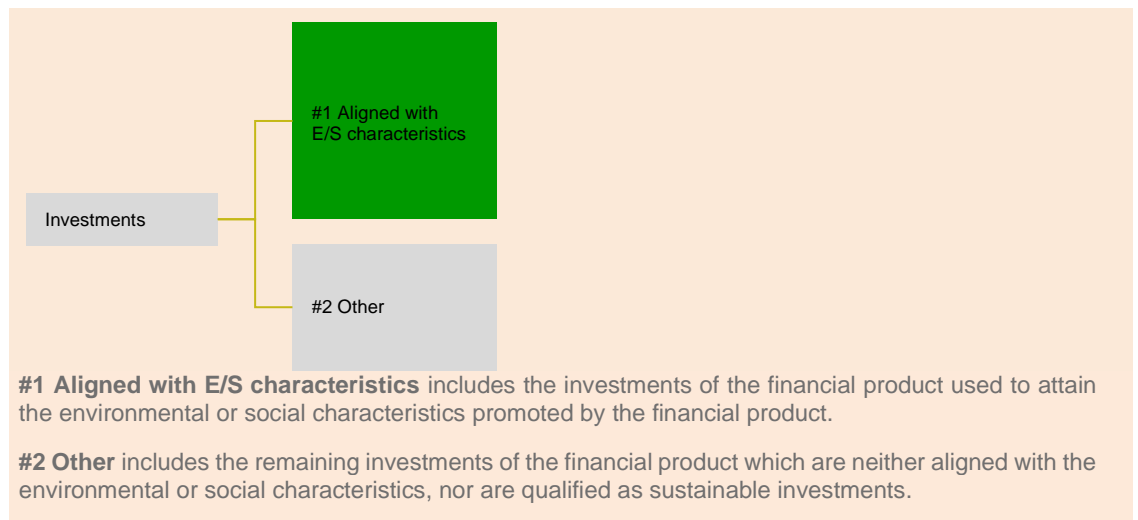 #1 Aligned with
E/S characteristics
Investments
#2 Other
#1 Aligned with E/S characteristics includes the investments of the financial product used to attain
the environmental or social characteristics promoted by the financial product.
#2 Other includes the remaining investments of the financial product which are neither aligned with the
environmental or social characteristics, nor are qualified as sustainable investments.